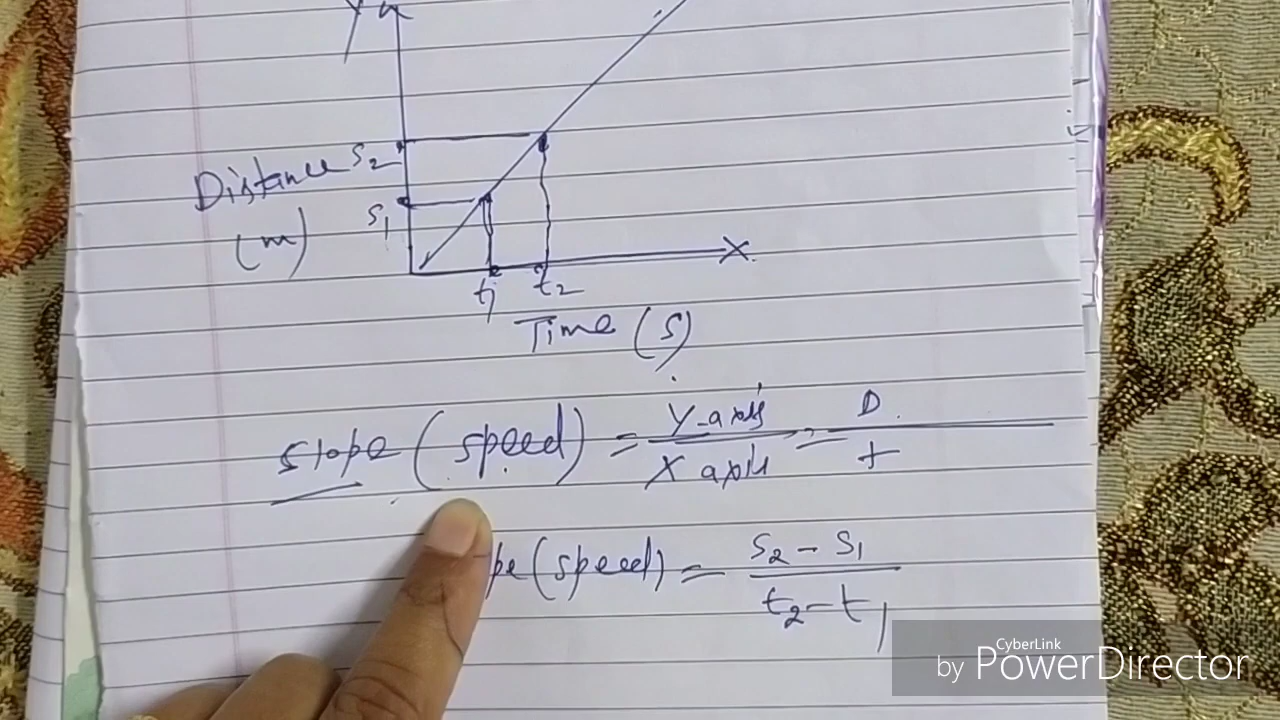 Y
Distance S2
(m) S1
X
t1 t2
Time (s)
slope (speed) = Y-axis / X axis = D / t
pe (speed) = S2 - S1 / t2 - t1
CyberLink
by PowerDirector